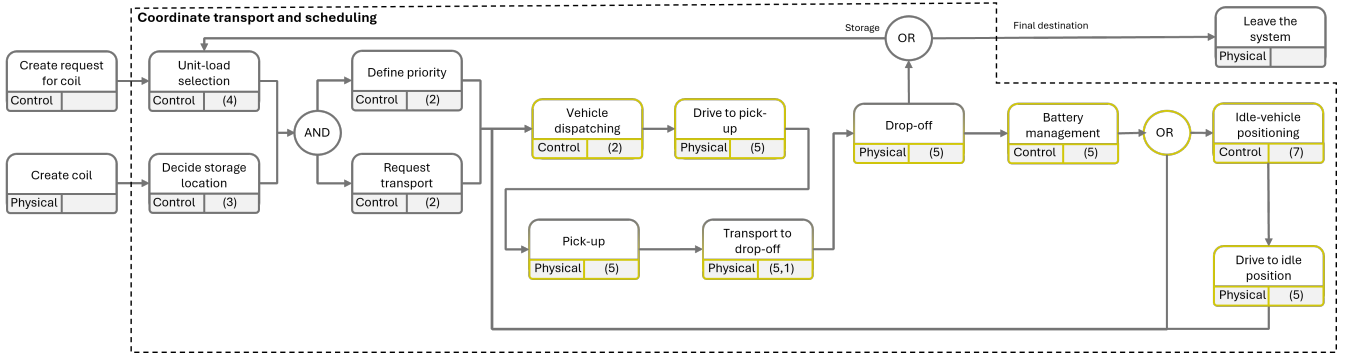 Coordinate transport and scheduling
Storage
OR
Final destination
Leave the
system
Physical
Create request
for coil
Control
Unit-load
selection
Control (4)
Define priority
Control (2)
AND
Create coil
Physical
Decide storage
location
Control (3)
Request
transport
Control (2)
Vehicle
dispatching
Control (2)
Drive to pick-
up
Physical (5)
Pick-up
Physical (5)
Transport to
drop-off
Physical (5,1)
Drop-off
Physical (5)
Battery
management
Control (5)
OR
Idle-vehicle
positioning
Control (7)
Drive to idle
position
Physical (5)